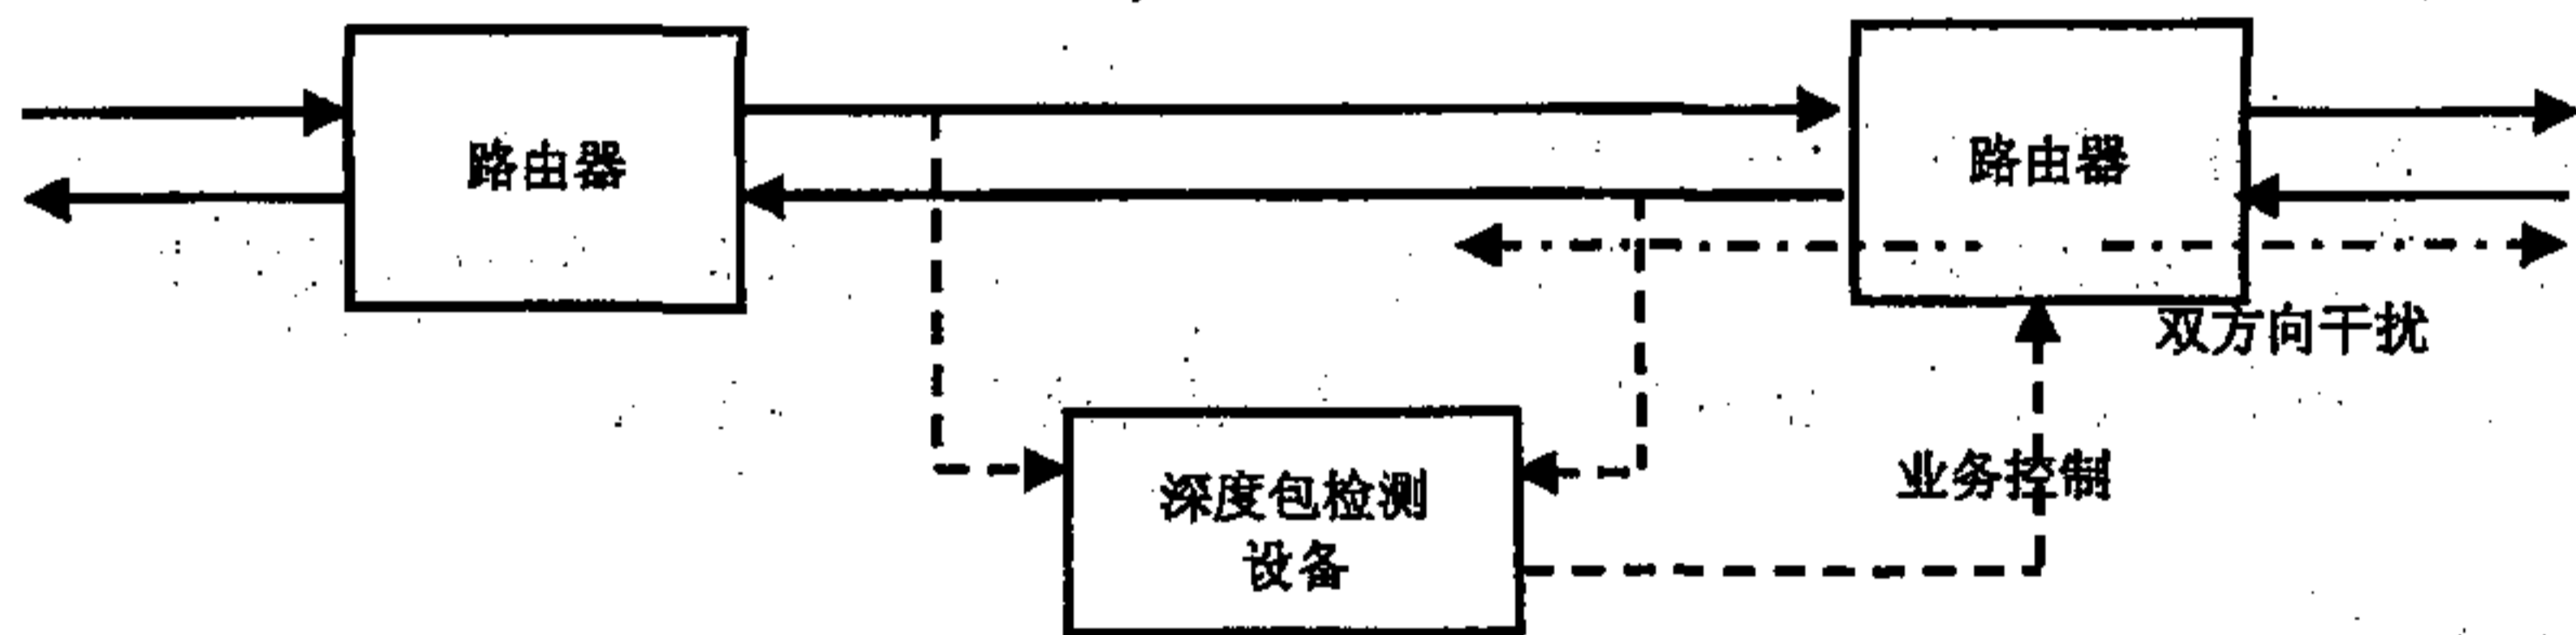 路由器
路由器
双方向干扰
业务控制
深度包检测
设备